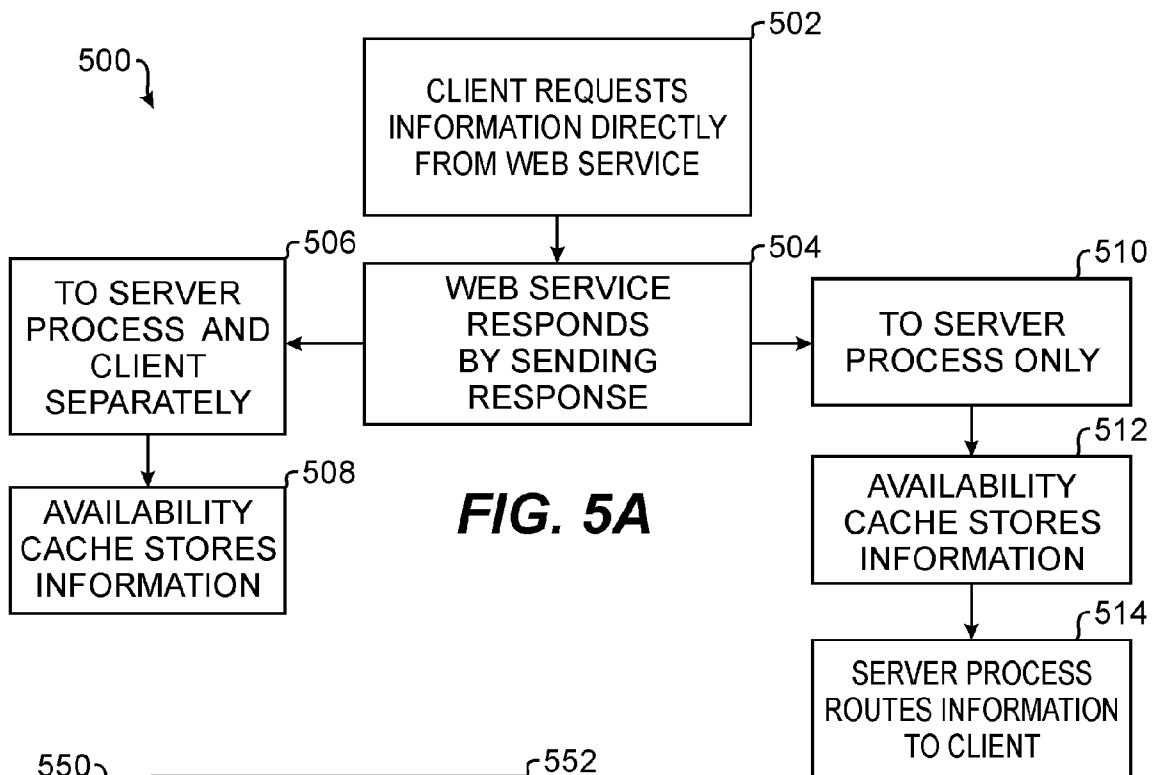 500
502
CLIENT REQUESTS
INFORMATION DIRECTLY
FROM WEB SERVICE
506
TO SERVER
PROCESS AND
CLIENT
SEPARATELY
504
WEB SERVICE
RESPONDS
BY SENDING
RESPONSE
510
TO SERVER
PROCESS ONLY
508
AVAILABILITY
CACHE STORES
INFORMATION
FIG. 5A
512
AVAILABILITY
CACHE STORES
INFORMATION
514
SERVER PROCESS
ROUTES INFORMATION
TO CLIENT
550
552